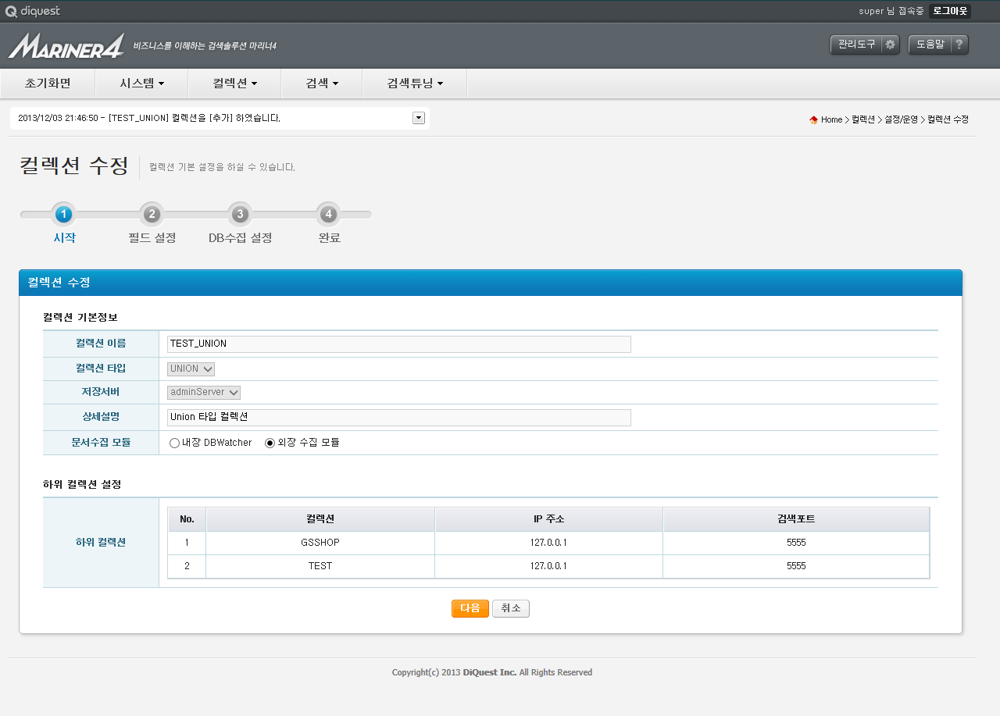 diquest
super 님 접속중 로그아웃
MARINER4 비즈니스를 이해하는 검색솔루션 마리너4
관리도구 도움말 ?
초기화면 시스템 컬렉션 검색 검색튜닝
2013/12/03 21:46:50 - [TEST_UNION] 컬렉션을 [추가] 하였습니다.
Home > 컬렉션 > 설정/운영 > 컬렉션 수정
컬렉션 수정 컬렉션 기본 설정을 하실 수 있습니다.
1 2 3 4
시작 필드 설정 DB수집 설정 완료
컬렉션 수정
컬렉션 기본정보
컬렉션 이름 TEST_UNION
컬렉션 타입 UNION
저장서버 adminServer
상세설명 Union 타입 컬렉션
문서수집 모듈 내장 DBWatcher 외장 수집 모듈
하위 컬렉션 설정
No. 컬렉션 IP 주소 검색포트
하위 컬렉션
1 GSSHOP 127.0.0.1 5555
2 TEST 127.0.0.1 5555
다음 취소
Copyright(c) 2013 DiQuest Inc. All Rights Reserved